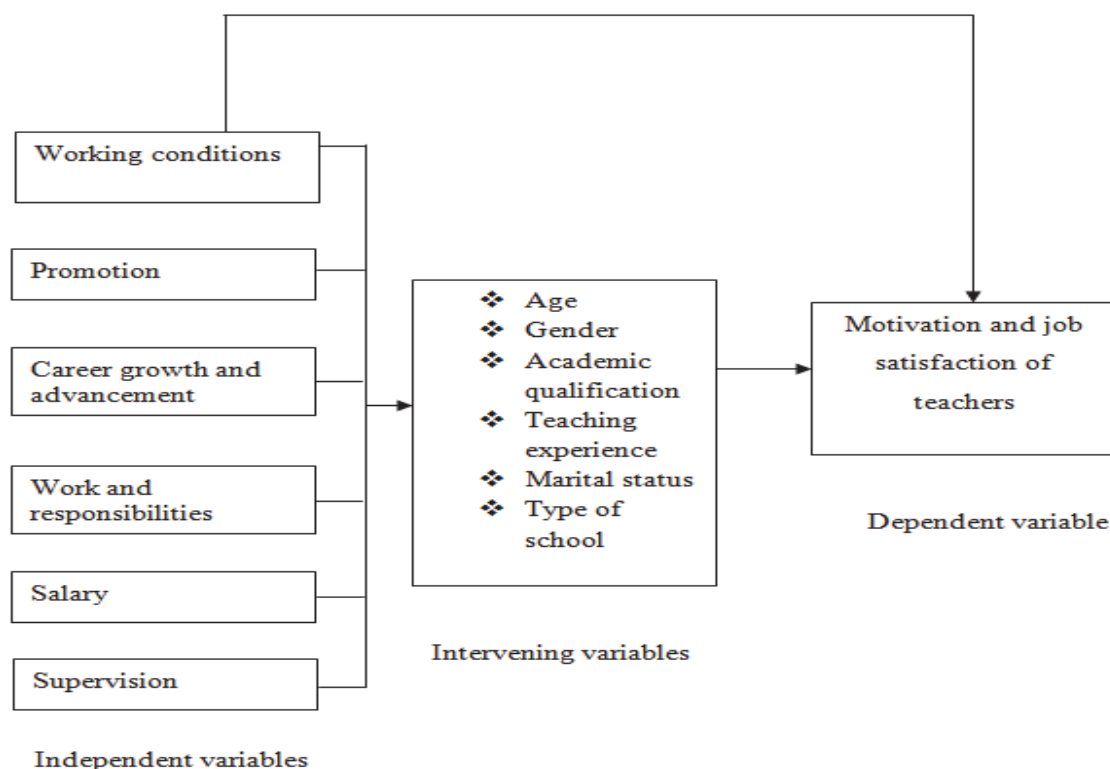 Working conditions
Promotion
Career growth and
advancement
Work and
responsibilities
Salary
Supervision
Independent variables
❖ Age
❖ Gender
❖ Academic
qualification
❖ Teaching
experience
❖ Marital status
❖ Type of
school
Intervening variables
Motivation and job
satisfaction of
teachers
Dependent variable